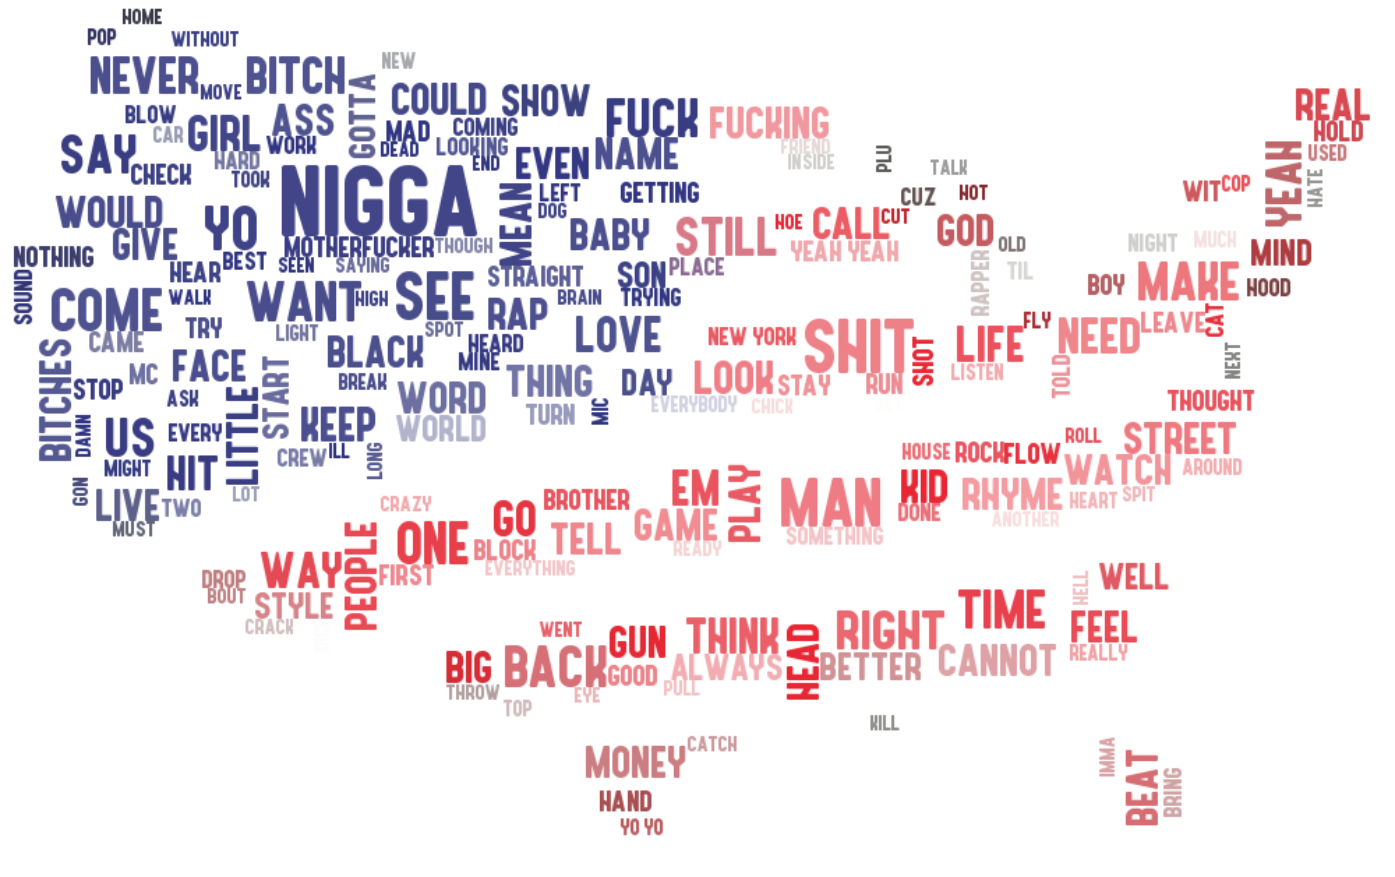 HOME
POP
WITHOUT
NEVER
MOVE
BITCH
NEW
BLOW
CAR
GIRL
ASS
WORK
GOTTA
COULD
SHOW
MAD
COMING
DEAD
LOOKING
END
FUCK
FUCKING
FRIEND
INSIDE
SAY
CHECK
HARD
TOOK
EVEN
NAME
NIGGA
MEAN
LEFT
DOG
GETTING
PLU
TALK
CUZ
HOT
REAL
HOLD
USED
YEAH
HATE
WIT
COP
WOULD
GIVE
YO
MOTHERFUCKER
THOUGH
BABY
STILL
HOE
CALL
CUT
YEAH YEAH
GOD
OLD
NIGHT
MUCH
MIND
NOTHING
SOUND
HEAR
BEST
SEEN
SAYING
STRAIGHT
SON
PLACE
RAPPER
TIL
BOY
MAKE
HOOD
COME
WALK
WANT
HIGH
SEE
RAP
BRAIN
TRYING
CAME
TRY
LIGHT
SPOT
HEARD
LOVE
NEW YORK
SHIT
SHOT
LIFE
FLY
NEED
LEAVE
CAT
NEXT
BITCHES
MC
FACE
START
BLACK
MINE
STOP
ASK
LITTLE
BREAK
WORD
WORLD
THING
TURN
MIC
DAY
LOOK
STAY
RUN
LISTEN
TOLD
EVERYBODY
CHICK
THOUGHT
DAMN
US
EVERY
KEEP
MIGHT
HIT
CREW
ILL
LONG
HOUSE
ROCK
FLOW
ROLL
STREET
WATCH
AROUND
GON
LIVE
TWO
LOT
MUST
CRAZY
GO
BROTHER
EM
PLAY
MAN
KID
DONE
RHYME
HEART
SPIT
ANOTHER
WAY
PEOPLE
ONE
FIRST
BLOCK
TELL
EVERYTHING
GAME
READY
SOMETHING
DROP
BOUT
STYLE
CRACK
HELL
WELL
WENT
GUN
THINK
HEAD
RIGHT
TIME
FEEL
REALLY
BIG
BACK
GOOD
ALWAYS
BETTER
CANNOT
THROW
EYE
PULL
TOP
KILL
MONEY
CATCH
IMMA
BEAT
BRING
HAND
YO YO